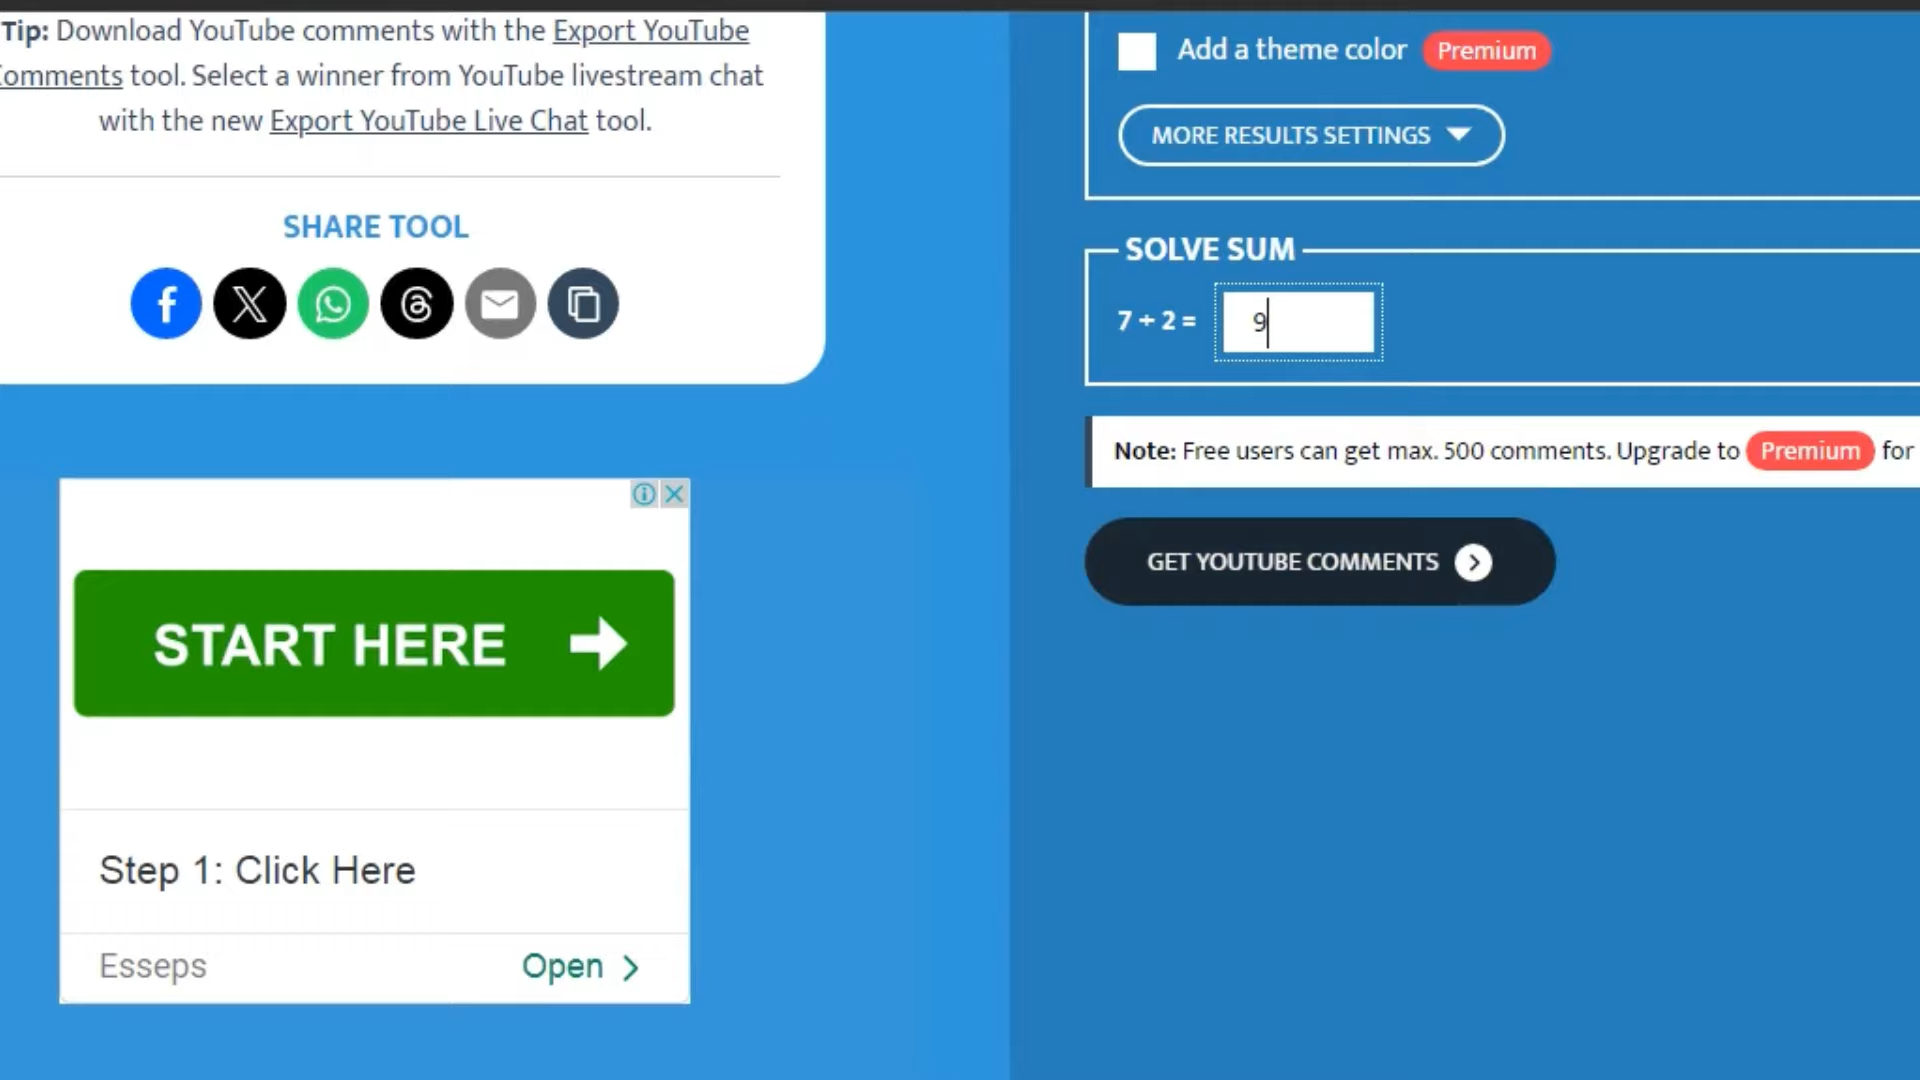 Tip: Download YouTube comments with the Export YouTube
Comments tool. Select a winner from YouTube livestream chat
with the new Export YouTube Live Chat tool.
SHARE TOOL
START HERE
Step 1: Click Here
Esseps
Open
Add a theme color Premium
MORE RESULTS SETTINGS
SOLVE SUM
7 + 2 = 9
Note: Free users can get max. 500 comments. Upgrade to Premium for
GET YOUTUBE COMMENTS